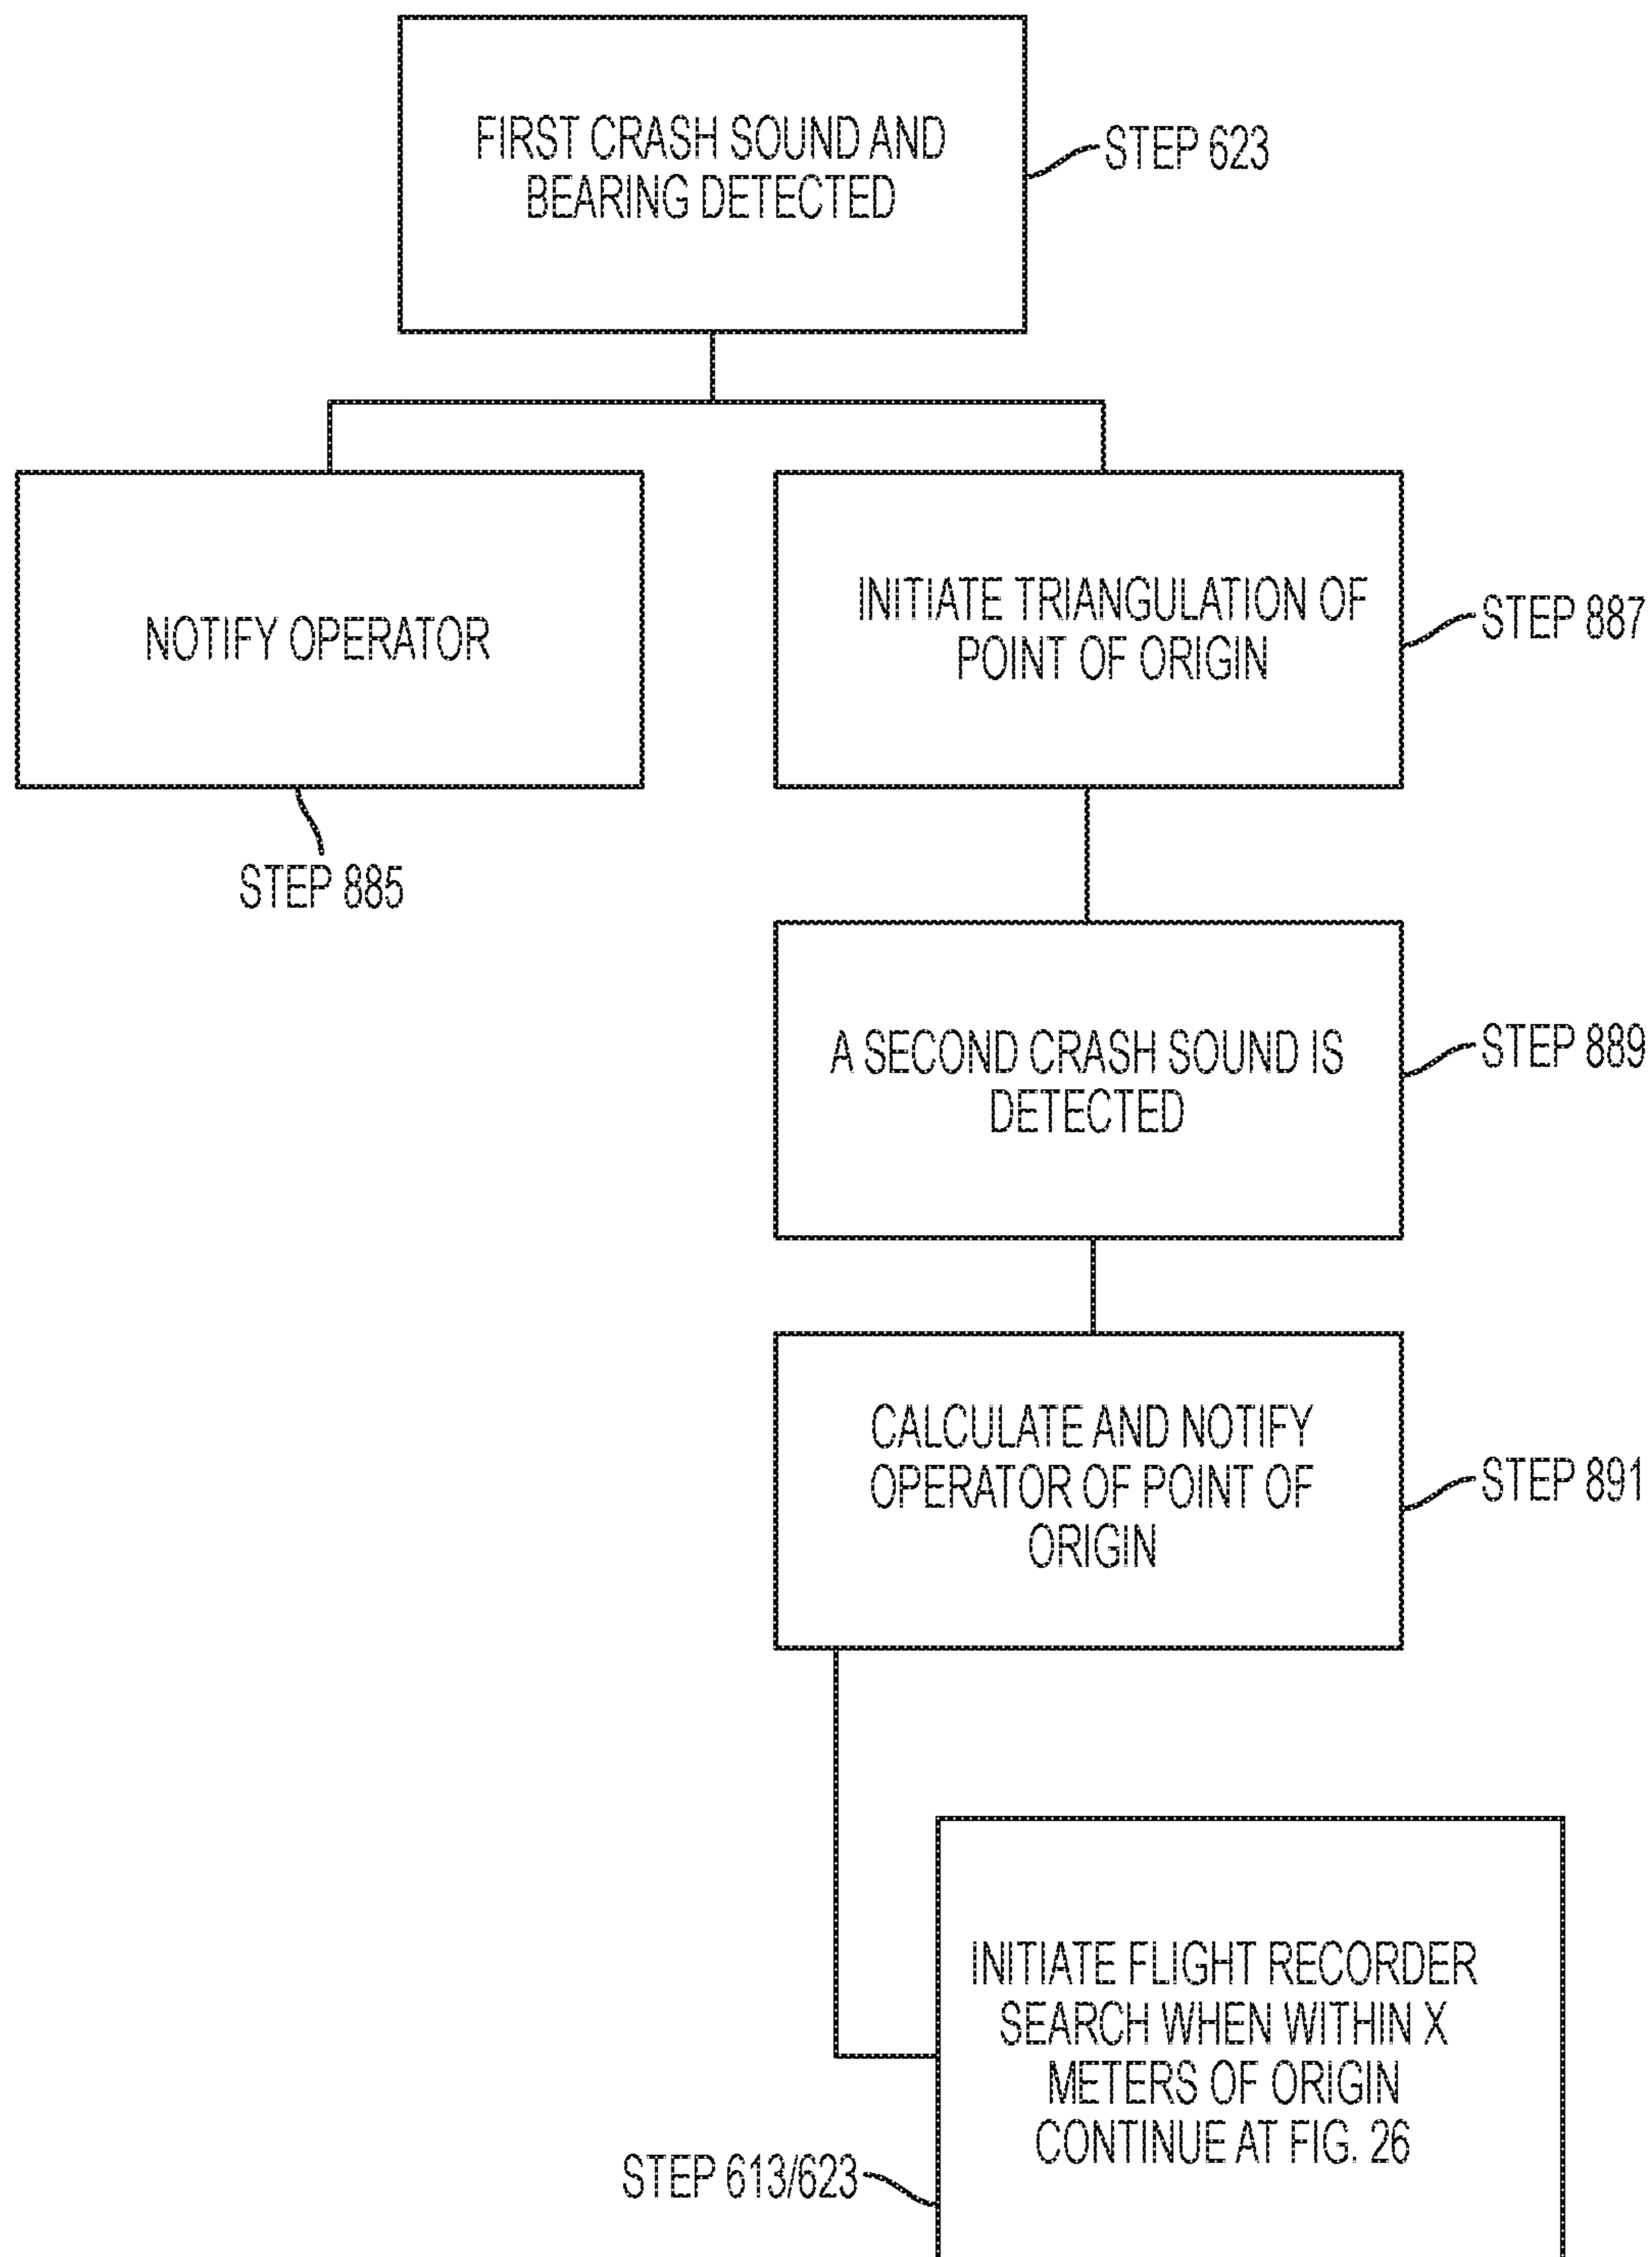 FIRST CRASH SOUND AND
BEARING DETECTED
STEP 623
NOTIFY OPERATOR
STEP 885
INITIATE TRIANGULATION OF
POINT OF ORIGIN
STEP 887
A SECOND CRASH SOUND IS
DETECTED
STEP 889
CALCULATE AND NOTIFY
OPERATOR OF POINT OF
ORIGIN
STEP 891
INITIATE FLIGHT RECORDER
SEARCH WHEN WITHIN X
METERS OF ORIGIN
CONTINUE AT FIG. 26
STEP 613/623